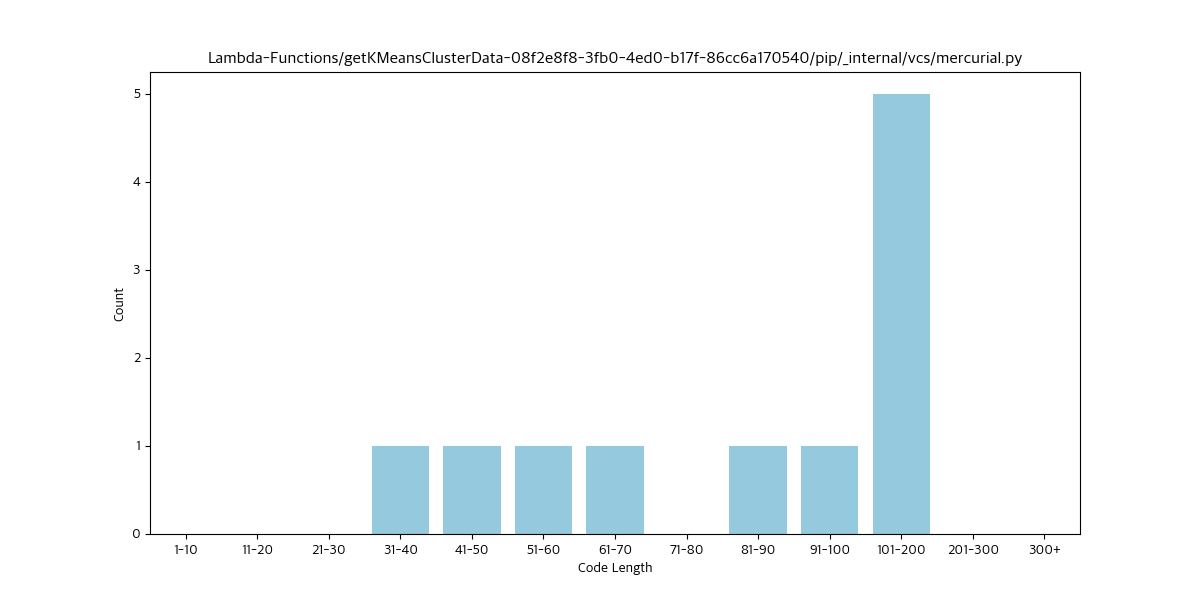 Lambda-Functions/getKMeansClusterData-08f2e8f8-3fb0-4ed0-b17f-86cc6a170540/pip/_internal/vcs/mercurial.py
5
4
3
2
1
0
Count
1-10 11-20 21-30 31-40 41-50 51-60 61-70 71-80 81-90 91-100 101-200 201-300 300+
Code Length